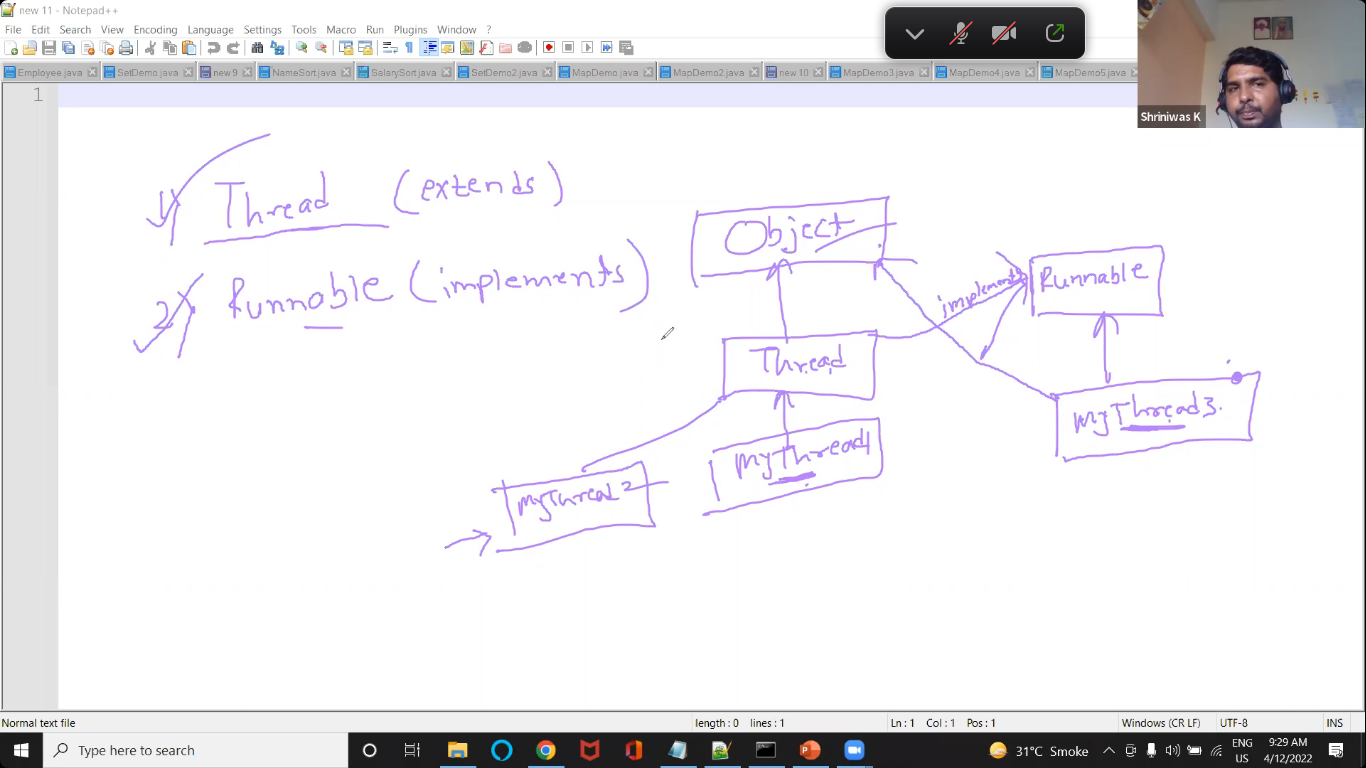 new 11 - Notepad++
File Edit Search View Encoding Language Settings Tools Macro Run Plugins Window ?
Employee.java SetDemo.java new 9 NameSort.java SalarySort.java SetDemo2.java MapDemo.java MapDemo2.java new 10 MapDemo3.java MapDemo4.java MapDemo5.java
Shriniwas K
1
1) Thread (extends)
2) Runnable (implements)
Object
implements
Runnable
Thread
MyThread3.
MyThread1
MyThread2
Normal text file length : 0 lines : 1 Ln : 1 Col : 1 Pos : 1 Windows (CR LF) UTF-8 INS
Type here to search
31°C Smoke
ENG
US
9:29 AM
4/12/2022